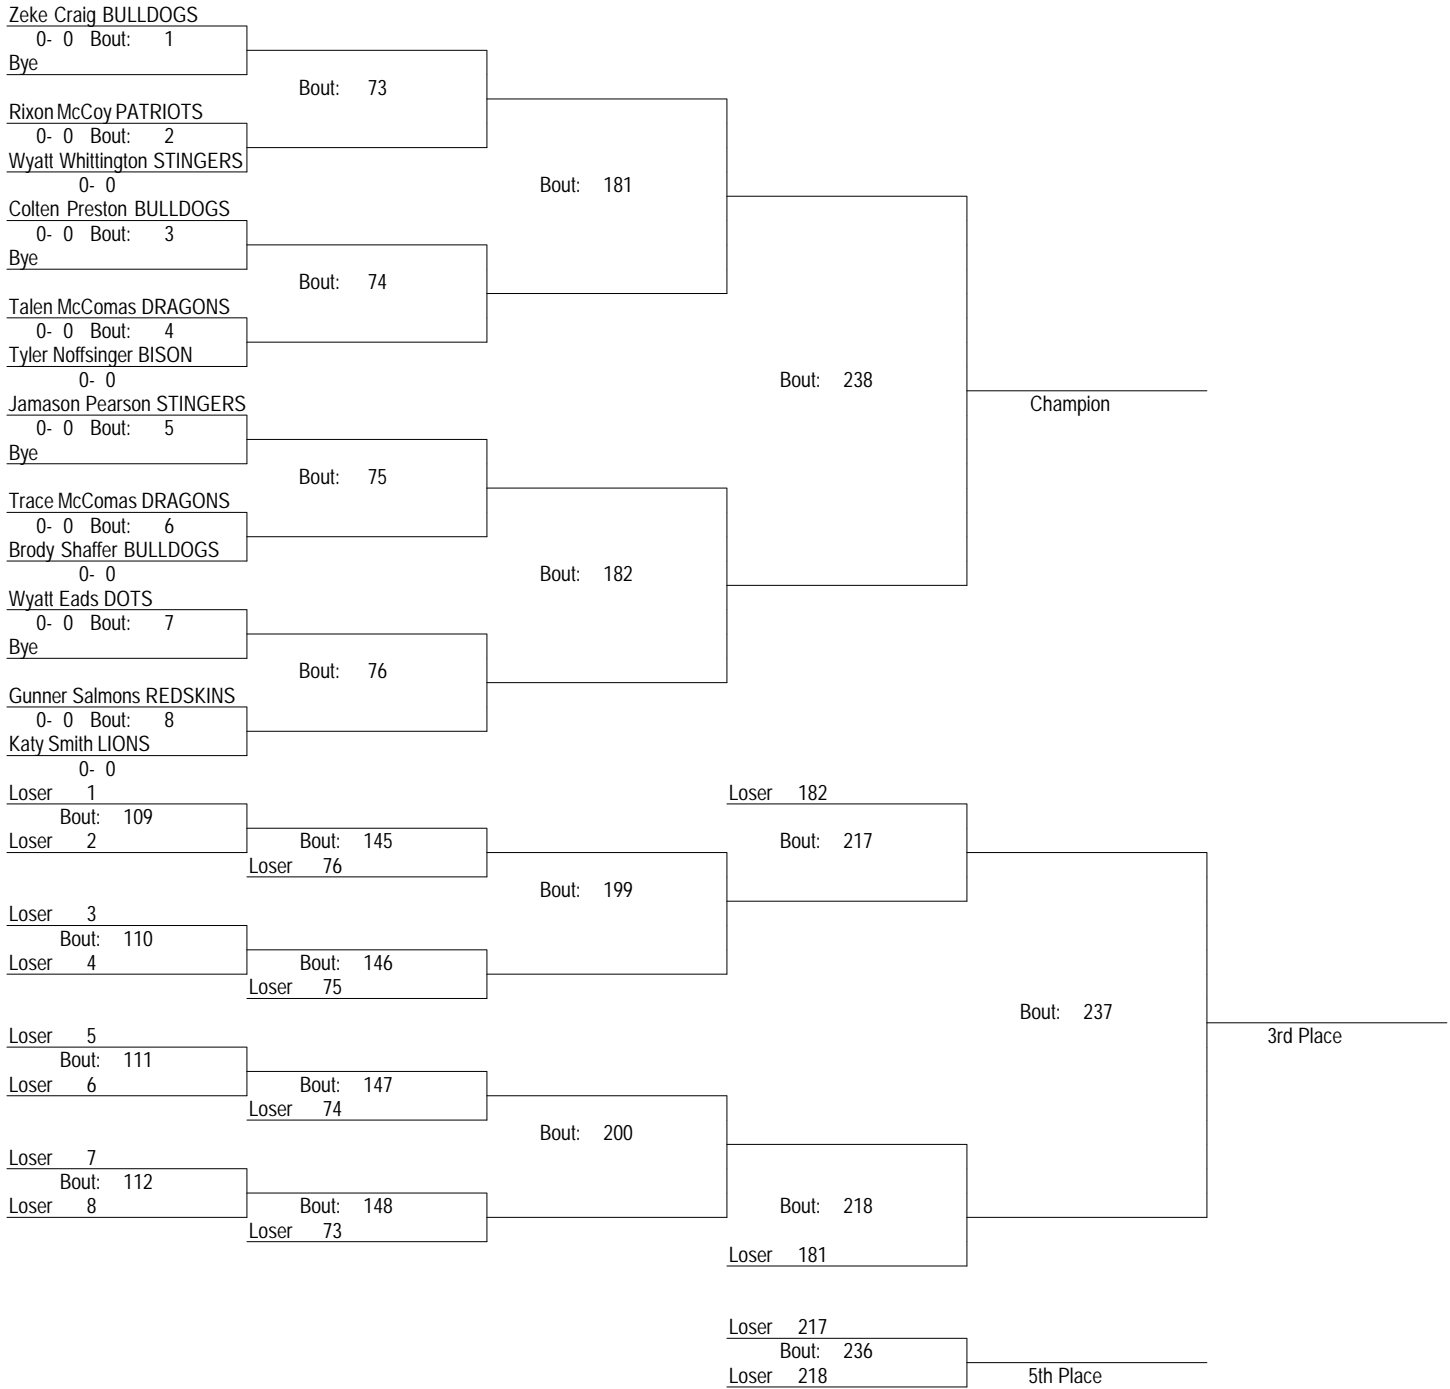 Zeke Craig BULLDOGS
0- 0 Bout: 1
Bye
Bout: 73
Rixon McCoy PATRIOTS
0- 0 Bout: 2
Wyatt Whittington STINGERS
0- 0
Bout: 181
Colten Preston BULLDOGS
0- 0 Bout: 3
Bye
Bout: 74
Talen McComas DRAGONS
0- 0 Bout: 4
Tyler Noffsinger BISON
0- 0
Bout: 238
Champion
Jamason Pearson STINGERS
0- 0 Bout: 5
Bye
Bout: 75
Trace McComas DRAGONS
0- 0 Bout: 6
Brody Shaffer BULLDOGS
0- 0
Bout: 182
Wyatt Eads DOTS
0- 0 Bout: 7
Bye
Bout: 76
Gunner Salmons REDSKINS
0- 0 Bout: 8
Katy Smith LIONS
0- 0
Loser 1
Bout: 109
Loser 2
Bout: 145
Loser 76
Bout: 199
Loser 182
Bout: 217
Loser 3
Bout: 110
Loser 4
Bout: 146
Loser 75
Bout: 237
3rd Place
Loser 5
Bout: 111
Loser 6
Bout: 147
Loser 74
Bout: 200
Loser 7
Bout: 112
Loser 8
Bout: 148
Loser 73
Bout: 218
Loser 181
Loser 217
Bout: 236
Loser 218
5th Place